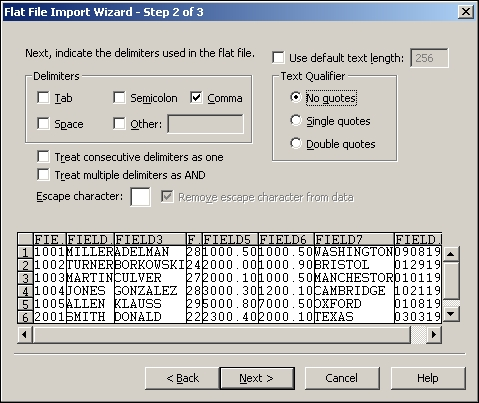 Flat File Import Wizard - Step 2 of 3
Next, indicate the delimiters used in the flat file.
Use default text length: 256
Delimiters
Tab Semicolon Comma
Space Other:
Text Qualifier
No quotes
Single quotes
Double quotes
Treat consecutive delimiters as one
Treat multiple delimiters as AND
Escape character: Remove escape character from data
FIE FIELD FIELD3 F FIELD5 FIELD6 FIELD7 FIELD
1 1001 MILLER ADELMAN 28 1000.50 1000.50 WASHINGTON 090819
2 1002 TURNER BORKOWSKI 24 2000.00 1000.90 BRISTOL 012919
3 1003 MARTIN CULVER 27 1000.10 5000.10 MANCHESTER 010119
4 1004 JONES GONZALEZ 28 3000.30 1200.10 CAMBRIDGE 102119
5 1005 ALLEN KLAUSS 29 5000.80 7000.50 OXFORD 010819
6 2001 SMITH DONALD 22 2300.40 2000.10 TEXAS 030319
< Back Next > Cancel Help